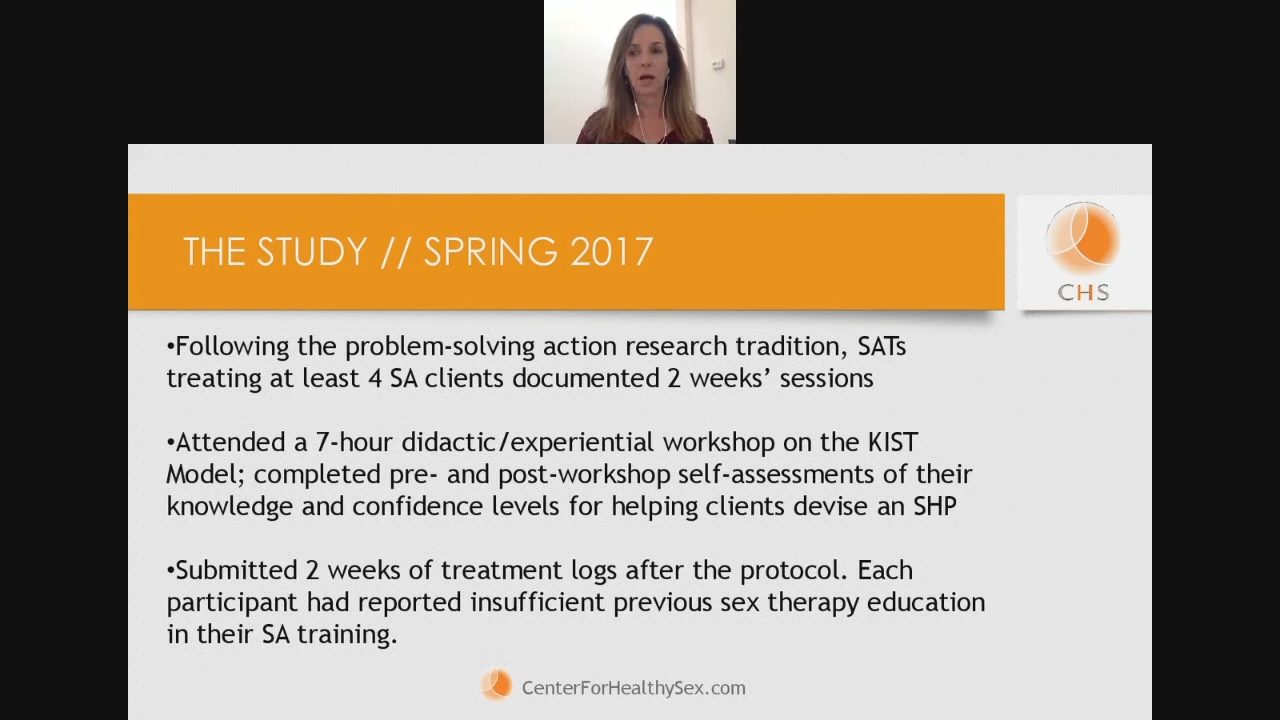 THE STUDY // SPRING 2017
CHS
•Following the problem-solving action research tradition, SATs
treating at least 4 SA clients documented 2 weeks’ sessions
•Attended a 7-hour didactic/experiential workshop on the KIST
Model; completed pre- and post-workshop self-assessments of their
knowledge and confidence levels for helping clients devise an SHP
•Submitted 2 weeks of treatment logs after the protocol. Each
participant had reported insufficient previous sex therapy education
in their SA training.
CenterForHealthySex.com